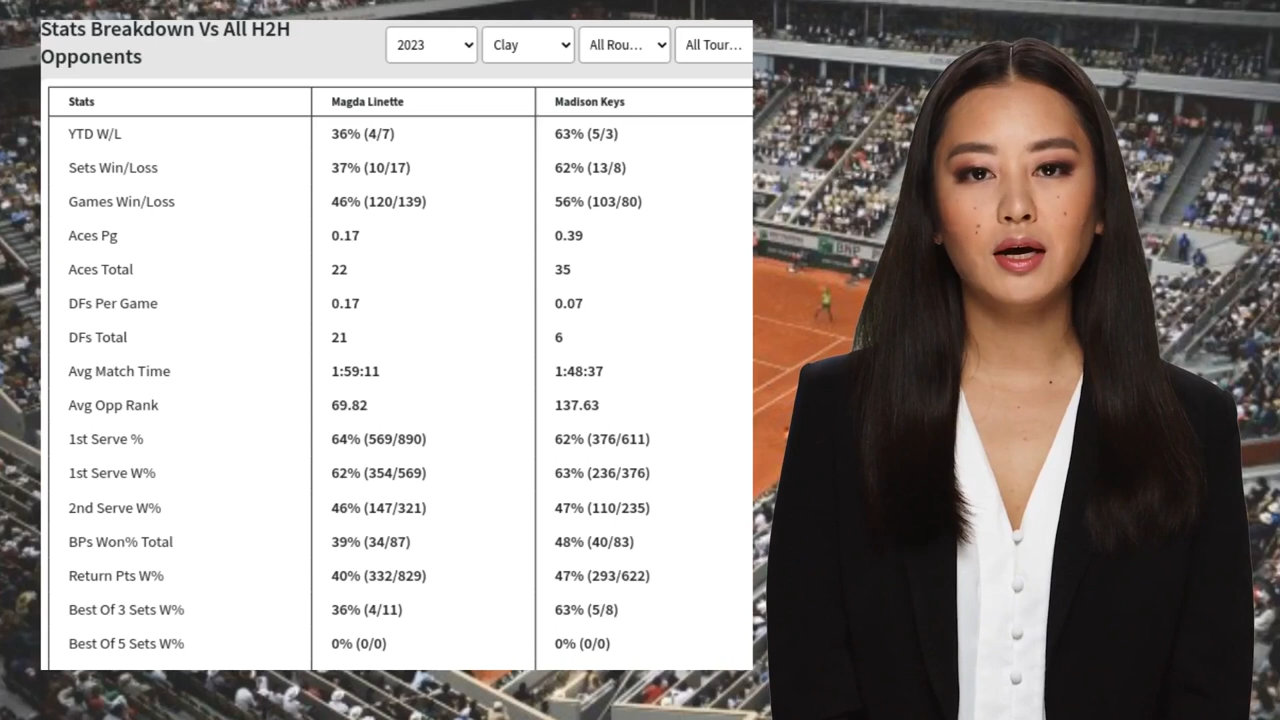 Stats Breakdown Vs All H2H
Opponents
2023 Clay All Rou... All Tour...
Stats Magda Linette Madison Keys
YTD W/L 36% (4/7) 63% (5/3)
Sets Win/Loss 37% (10/17) 62% (13/8)
Games Win/Loss 46% (120/139) 56% (103/80)
Aces Pg 0.17 0.39
Aces Total 22 35
DFs Per Game 0.17 0.07
DFs Total 21 6
Avg Match Time 1:59:11 1:48:37
Avg Opp Rank 69.82 137.63
1st Serve % 64% (569/890) 62% (376/611)
1st Serve W% 62% (354/569) 63% (236/376)
2nd Serve W% 46% (147/321) 47% (110/235)
BPs Won% Total 39% (34/87) 48% (40/83)
Return Pts W% 40% (332/829) 47% (293/622)
Best Of 3 Sets W% 36% (4/11) 63% (5/8)
Best Of 5 Sets W% 0% (0/0) 0% (0/0)
BNP